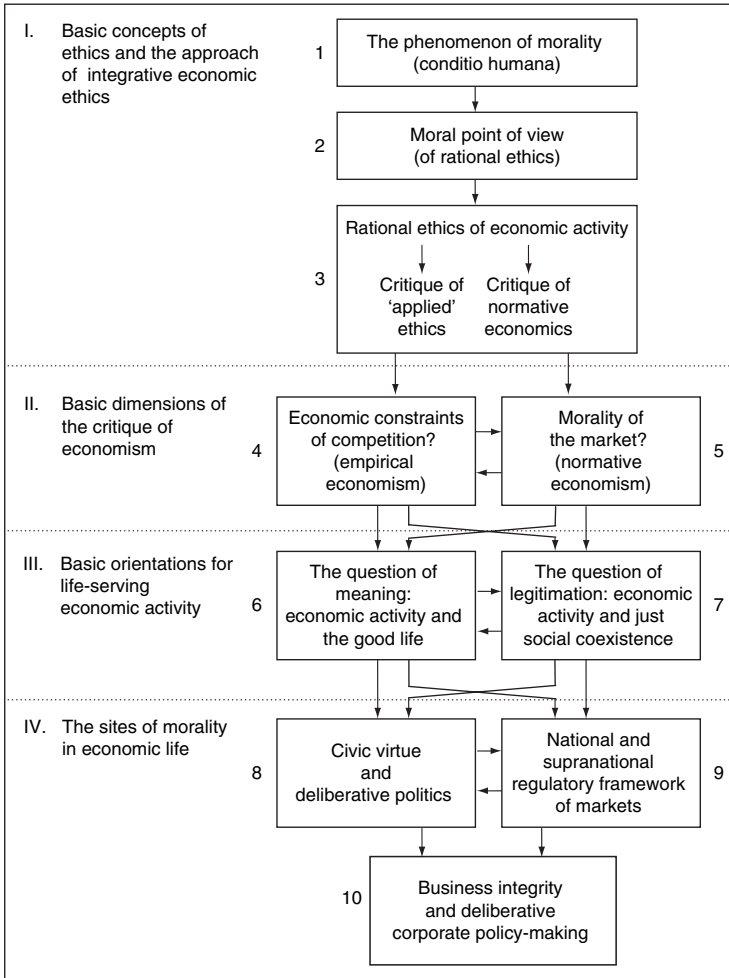 I. Basic concepts of
ethics and the approach
of integrative economic
ethics
1
The phenomenon of morality
(conditio humana)
2
Moral point of view
(of rational ethics)
3
Rational ethics of economic activity
Critique of
‘applied’
ethics
Critique of
normative
economics
II. Basic dimensions of
the critique of
economism
4
Economic constraints
of competition?
(empirical
economism)
Morality of
the market?
(normative
economism)
5
III. Basic orientations for
life-serving
economic activity
6
The question of
meaning:
economic activity and
the good life
The question of
legitimation: economic
activity and just
social coexistence
7
IV. The sites of morality
in economic life
8
Civic virtue
and
deliberative politics
National and
supranational
regulatory framework
of markets
9
10
Business integrity
and deliberative
corporate policy-making